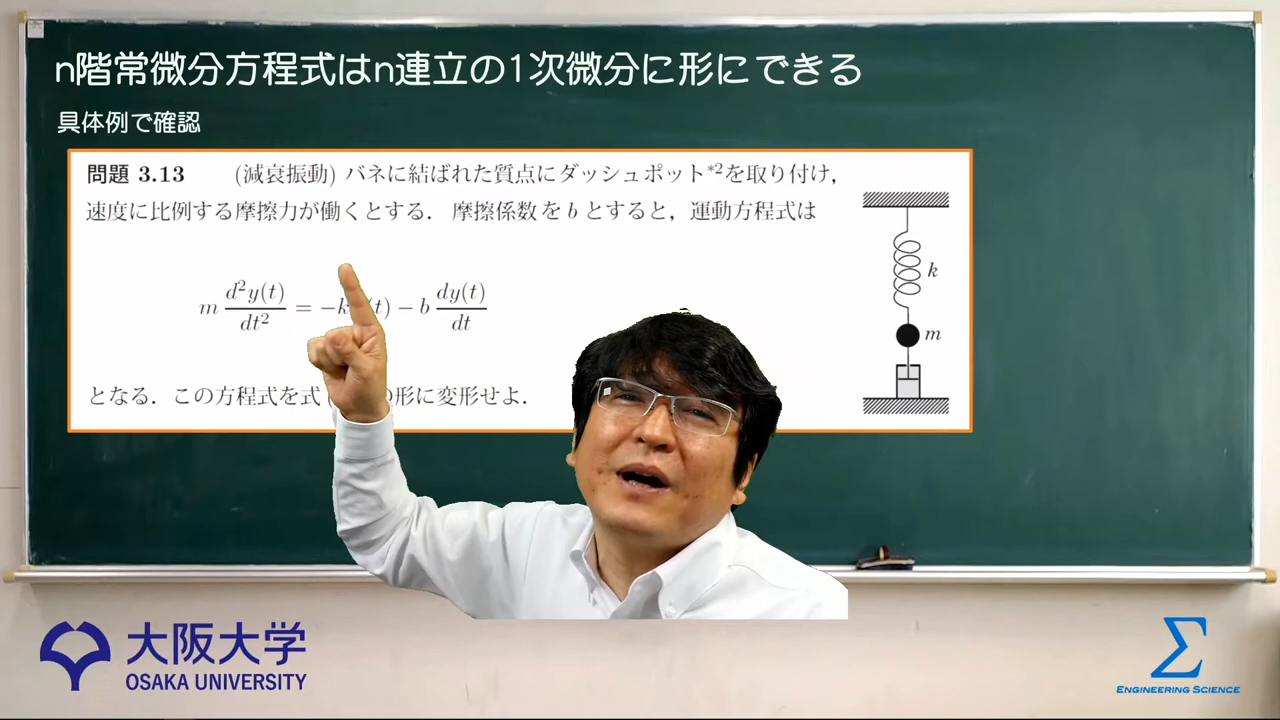 n階常微分方程式はn連立の1次微分に形にできる
具体例で確認
問題 3.13 (減衰振動) バネに結ばれた質点にダッシュポット*2を取り付け,
速度に比例する摩擦力が働くとする. 摩擦係数を b とすると, 運動方程式は
m d²y(t)/dt² = −k (t) − b dy(t)/dt
となる. この方程式を式 ( の形に変形せよ.
k
m
大阪大学
OSAKA UNIVERSITY
Σ
ENGINEERING SCIENCE